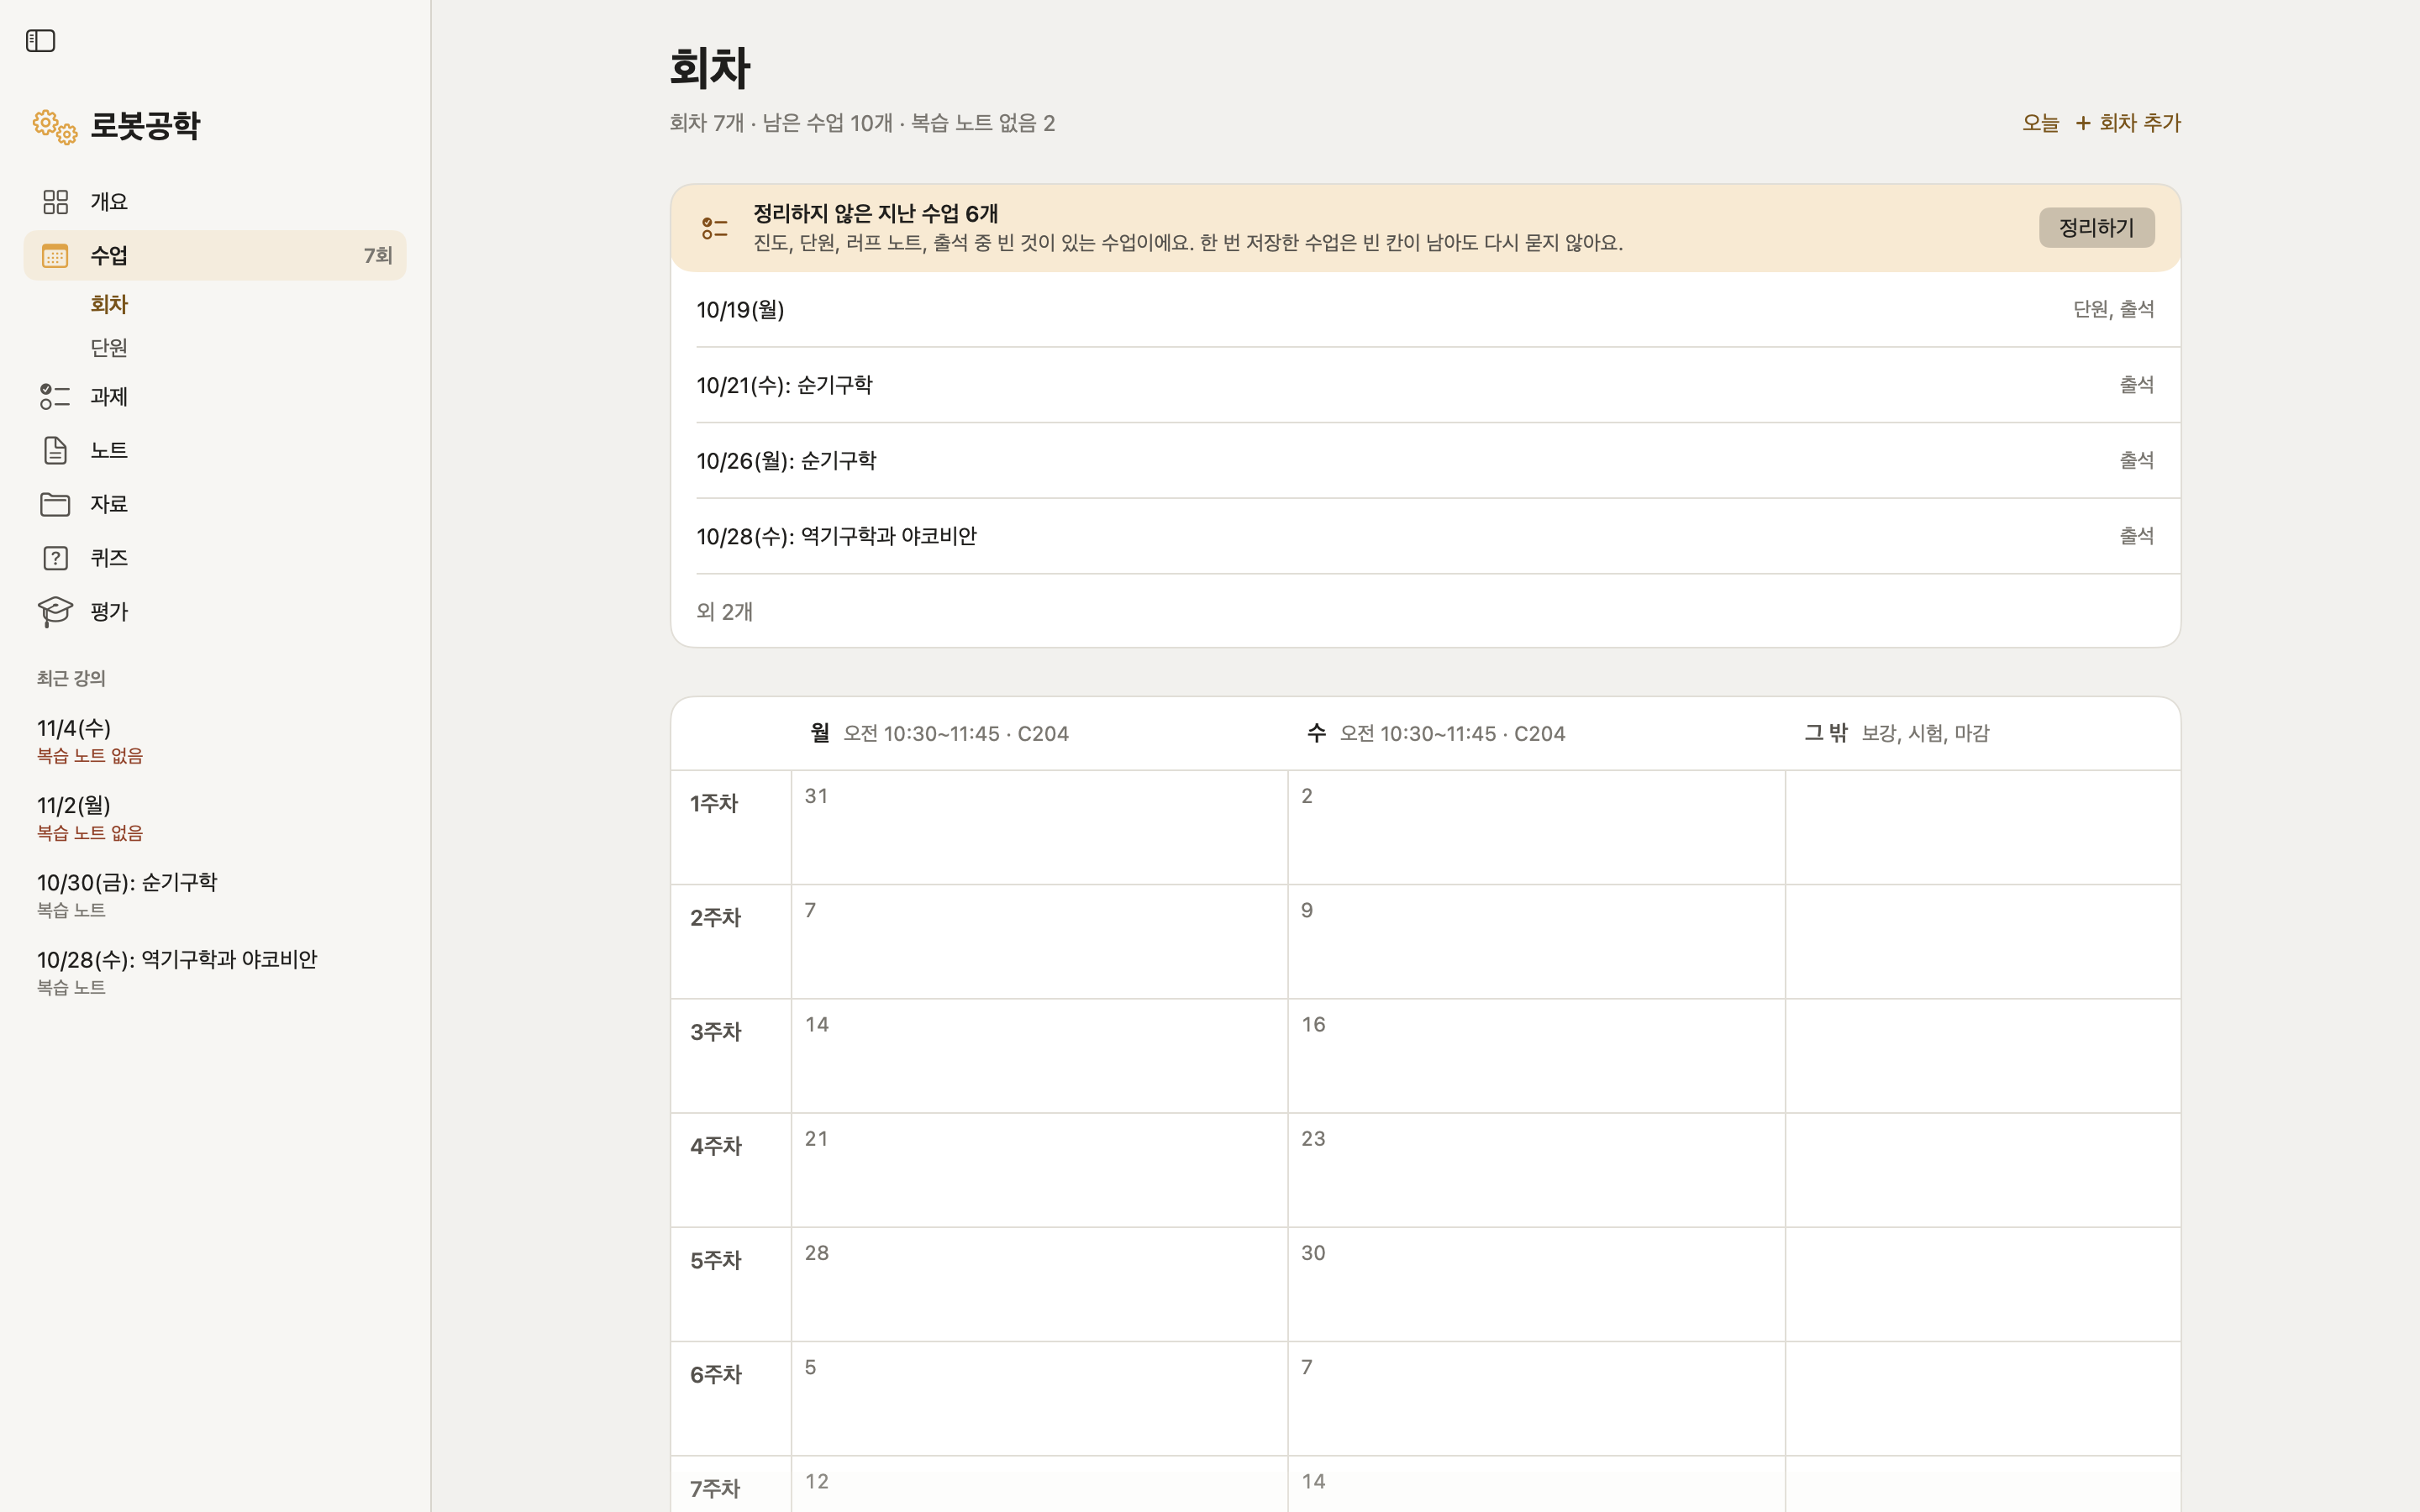 로봇공학
개요
수업 7회
회차
단원
과제
노트
자료
퀴즈
평가
최근 강의
11/4(수)
복습 노트 없음
11/2(월)
복습 노트 없음
10/30(금): 순기구학
복습 노트
10/28(수): 역기구학과 야코비안
복습 노트
회차
회차 7개 · 남은 수업 10개 · 복습 노트 없음 2
오늘 + 회차 추가
정리하지 않은 지난 수업 6개
진도, 단원, 러프 노트, 출석 중 빈 것이 있는 수업이에요. 한 번 저장한 수업은 빈 칸이 남아도 다시 묻지 않아요.
정리하기
10/19(월) 단원, 출석
10/21(수): 순기구학 출석
10/26(월): 순기구학 출석
10/28(수): 역기구학과 야코비안 출석
외 2개
월 오전 10:30~11:45 · C204 수 오전 10:30~11:45 · C204 그 밖 보강, 시험, 마감
1주차 31 2
2주차 7 9
3주차 14 16
4주차 21 23
5주차 28 30
6주차 5 7
7주차 12 14